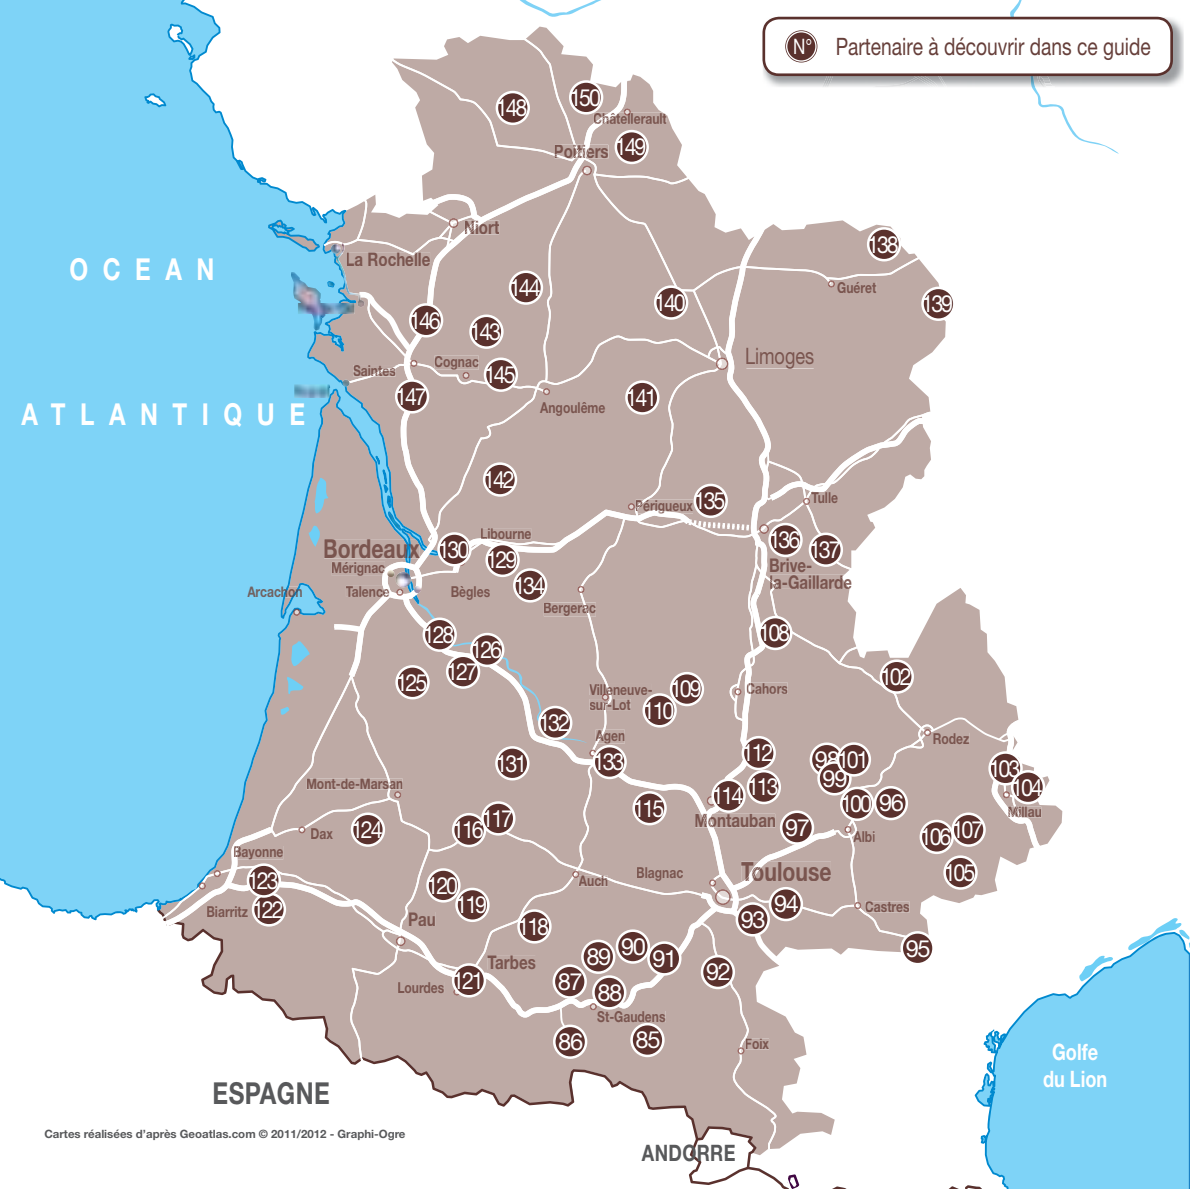 N° Partenaire à découvrir dans ce guide
148
150
Châtellerault
149
Poitiers
Niort
138
OCEAN
La Rochelle
144
Guéret
140
139
146
143
Limoges
Cognac
Saintes
145
147
141
ATLANTIQUE
Angoulême
142
135
Tulle
Périgueux
Libourne
136
Bordeaux
130
137
129
Mérignac
Brive-
la-Gaillarde
134
Arcachon
Talence
Bègles
Bergerac
128
108
126
127
102
125
109
Villeneuve-
sur-Lot
Cahors
110
132
Agen
Rodez
112
98
101
133
131
103
99
Mont-de-Marsan
113
104
114
100
96
115
Millau
Montauban
117
116
124
97
106
107
Dax
Albi
Bayonne
105
Blagnac
Toulouse
123
Auch
120
119
94
Castres
122
Biarritz
Pau
93
118
90
95
89
91
Tarbes
92
121
87
Lourdes
88
St-Gaudens
86
85
Foix
Golfe
du Lion
ESPAGNE
Cartes réalisées d'après Geoatlas.com © 2011/2012 - Graphi-Ogre
ANDORRE